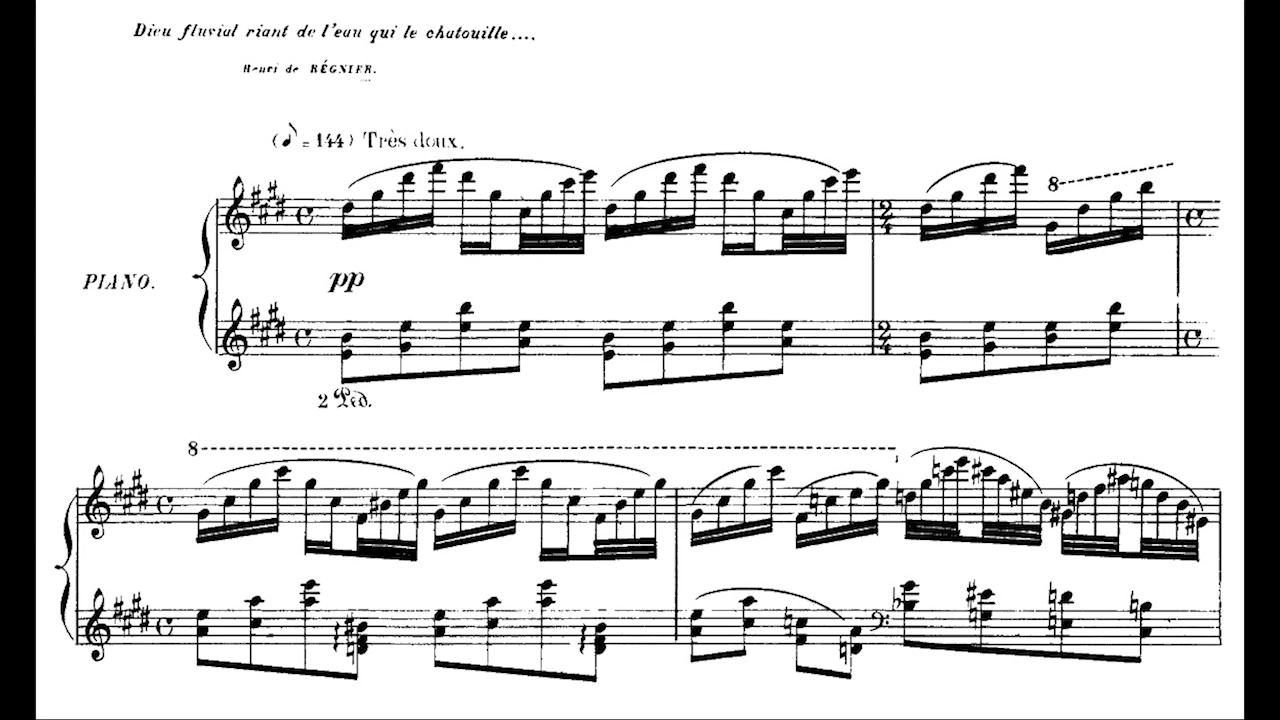 Dieu fluvial riant de l'eau qui le chatouille....
Henri de RÉGNIER.
(♪ = 144) Très doux.
8
PIANO.
pp
2 Ped.
8